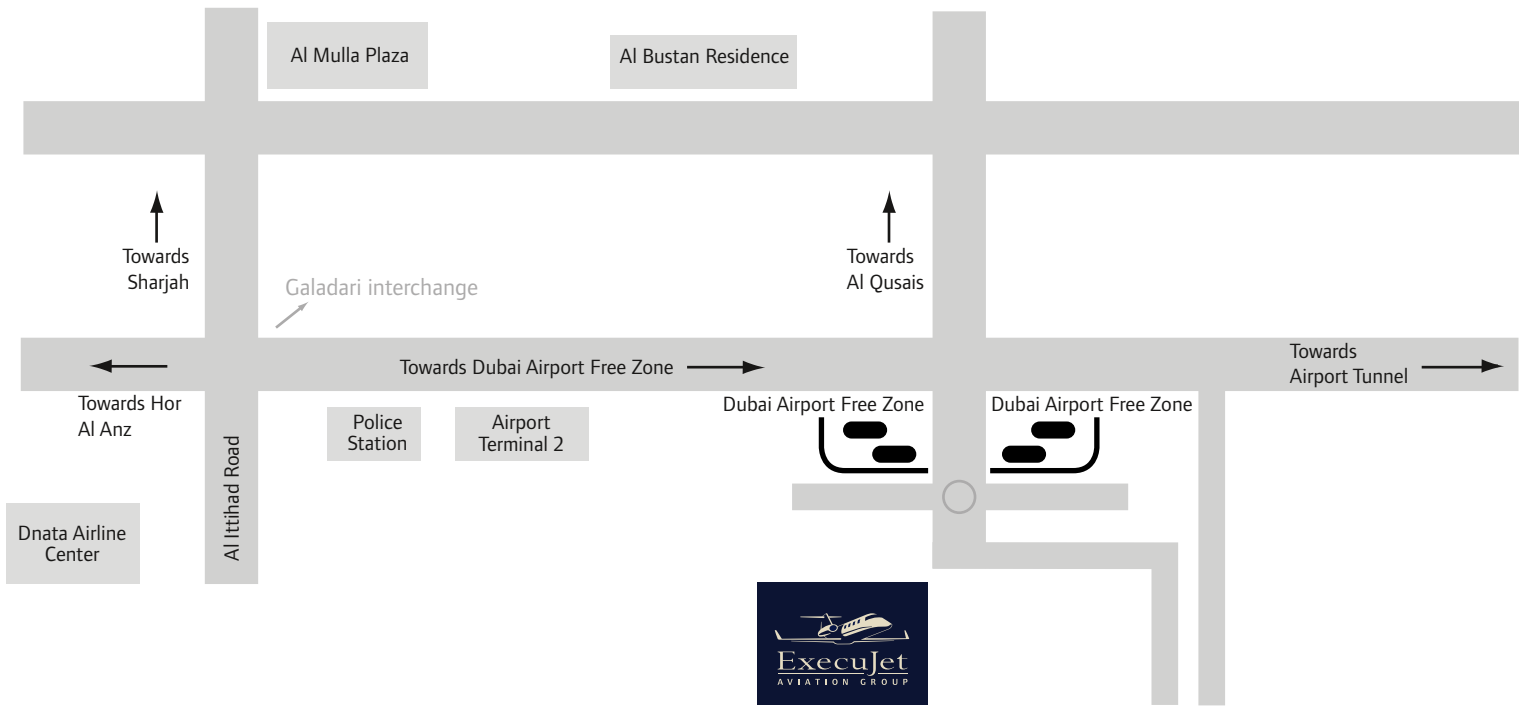 Al Mulla Plaza
Al Bustan Residence
Towards
Sharjah
Towards
Al Qusais
Galadari interchange
Towards Dubai Airport Free Zone
Towards
Airport Tunnel
Towards Hor
Al Anz
Police
Station
Airport
Terminal 2
Dubai Airport Free Zone
Dubai Airport Free Zone
Al Ittihad Road
Dnata Airline
Center
ExecuJet
AVIATION GROUP